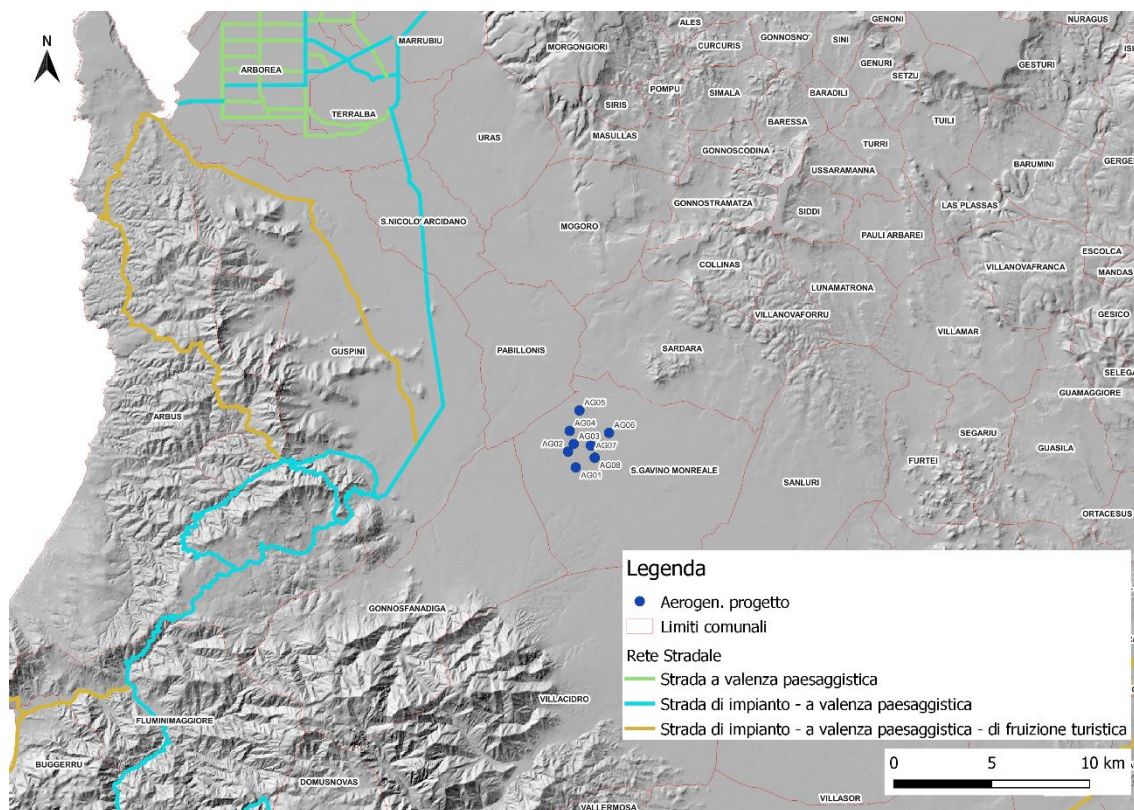 N
MARRUBIU
ARBOREA
TERRALBA
ALES
MORGONGIORI
CURCURIS
GONNOSNO'
SINI
GENONI
NURAGUS
GENURI
SETZU
GESTURI
POMPU
SIRIS
SIMALA
BARADILI
TUILI
URAS
MASULLAS
BARESSA
GONNOSCODINA
TURRI
BARUMINI
GERGE
USSARAMANNA
S.NICOLO' ARCIDANO
MOGORO
GONNOSTRAMATZA
SIDDI
LAS PLASSAS
PAULI ARBAREI
ESCOLCA
COLLINAS
VILLANOVAFRANCA
MANDAS
LUNAMATRONA
VILLANOVAFORRU
GESICO
VILLAMAR
GUSPINI
PABILLONIS
SARDARA
SELEGA
GUAMAGGIORE
ARBUS
AG05
AG04
AG06
AG03
AG02
AG07
AG08
AG01
S.GAVINO MONREALE
SEGARIU
GUASILA
FURTEI
SANLURI
ORTACESUS
GONNOSFANADIGA
VILLACIDRO
FLUMINIMAGGIORE
BUGGERRU
DOMUSNOVAS
VALLERMOSA
VILLASOR
Legenda
Aerogen. progetto
Limiti comunali
Rete Stradale
Strada a valenza paesaggistica
Strada di impianto - a valenza paesaggistica
Strada di impianto - a valenza paesaggistica - di fruizione turistica
0 5 10 km